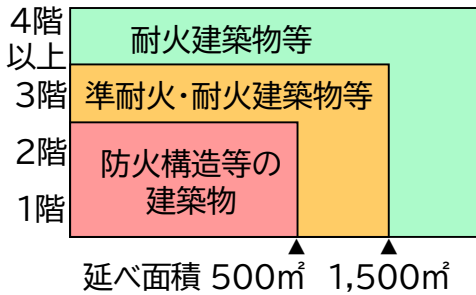 4階
以上
耐火建築物等
3階
準耐火・耐火建築物等
2階
防火構造等の
建築物
1階
延べ面積 500㎡ 1,500㎡